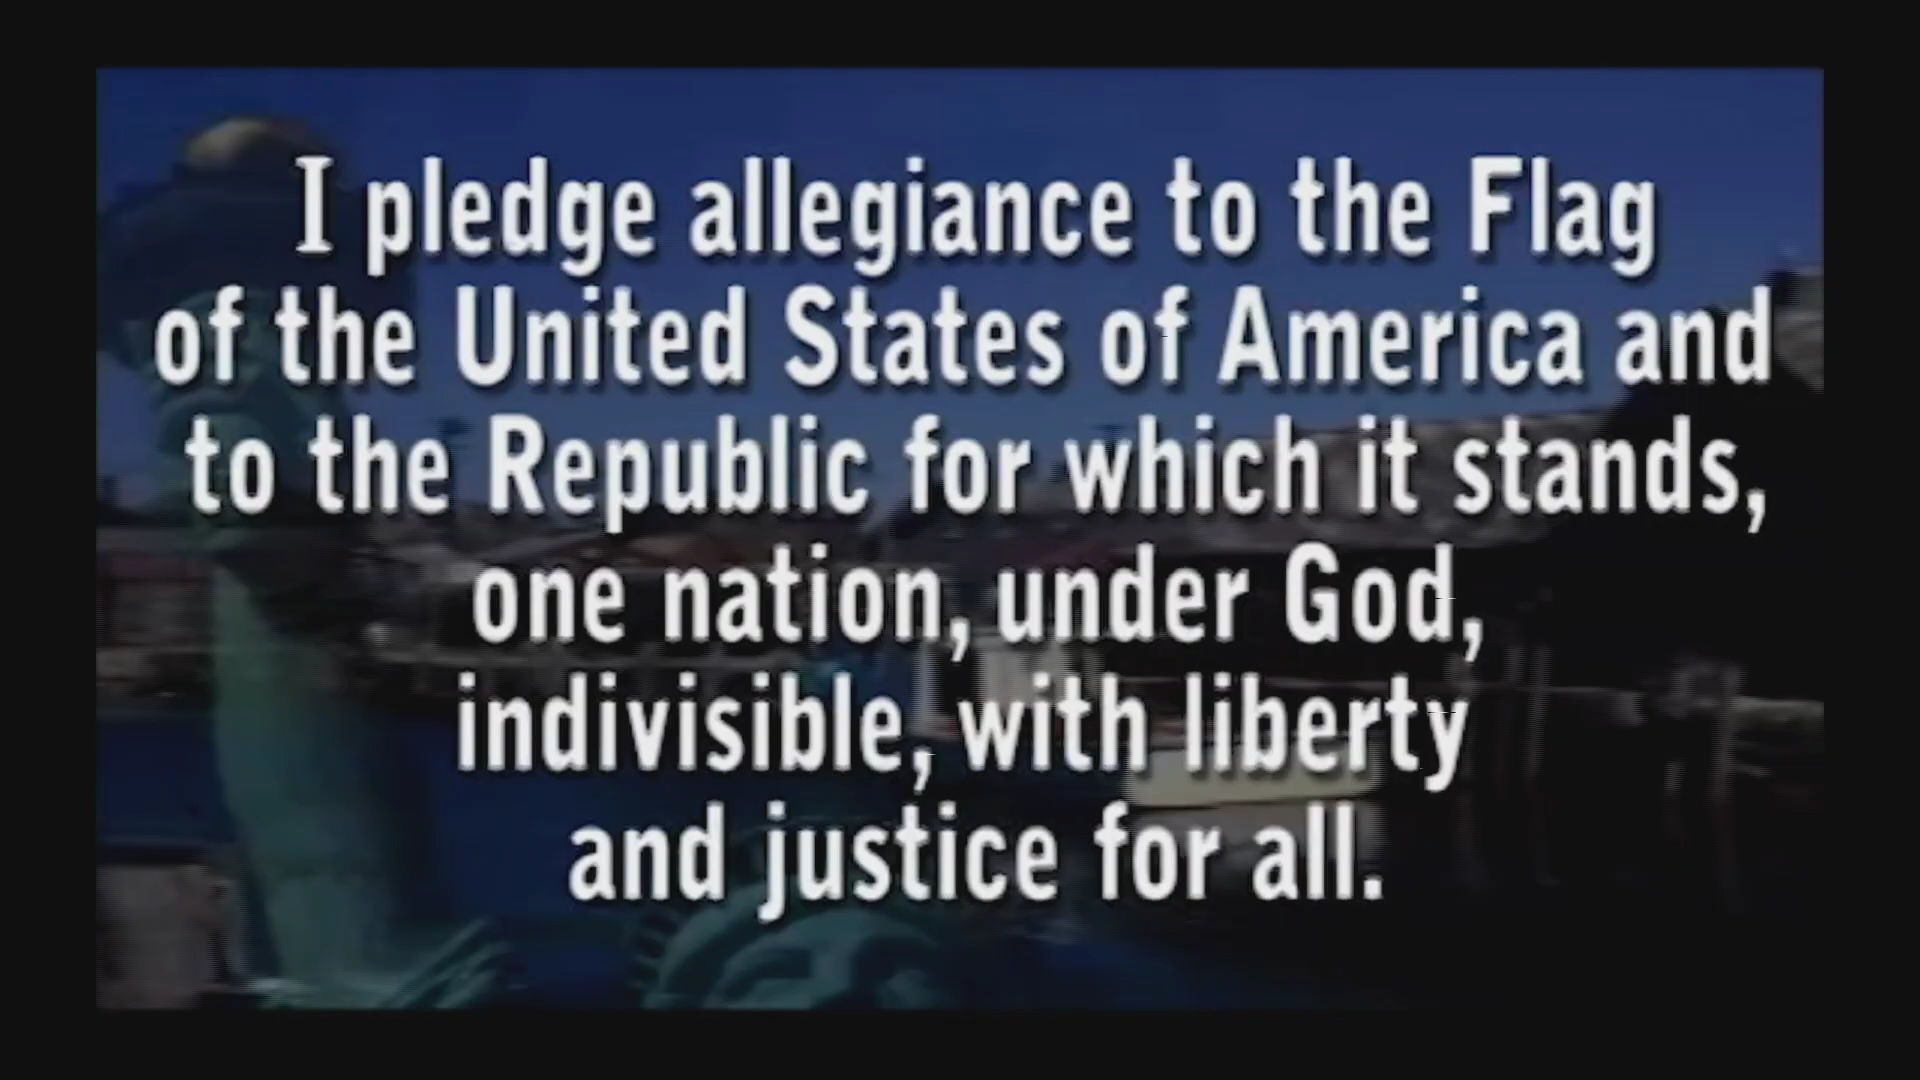 I pledge allegiance to the Flag
of the United States of America and
to the Republic for which it stands,
one nation, under God,
indivisible, with liberty
and justice for all.